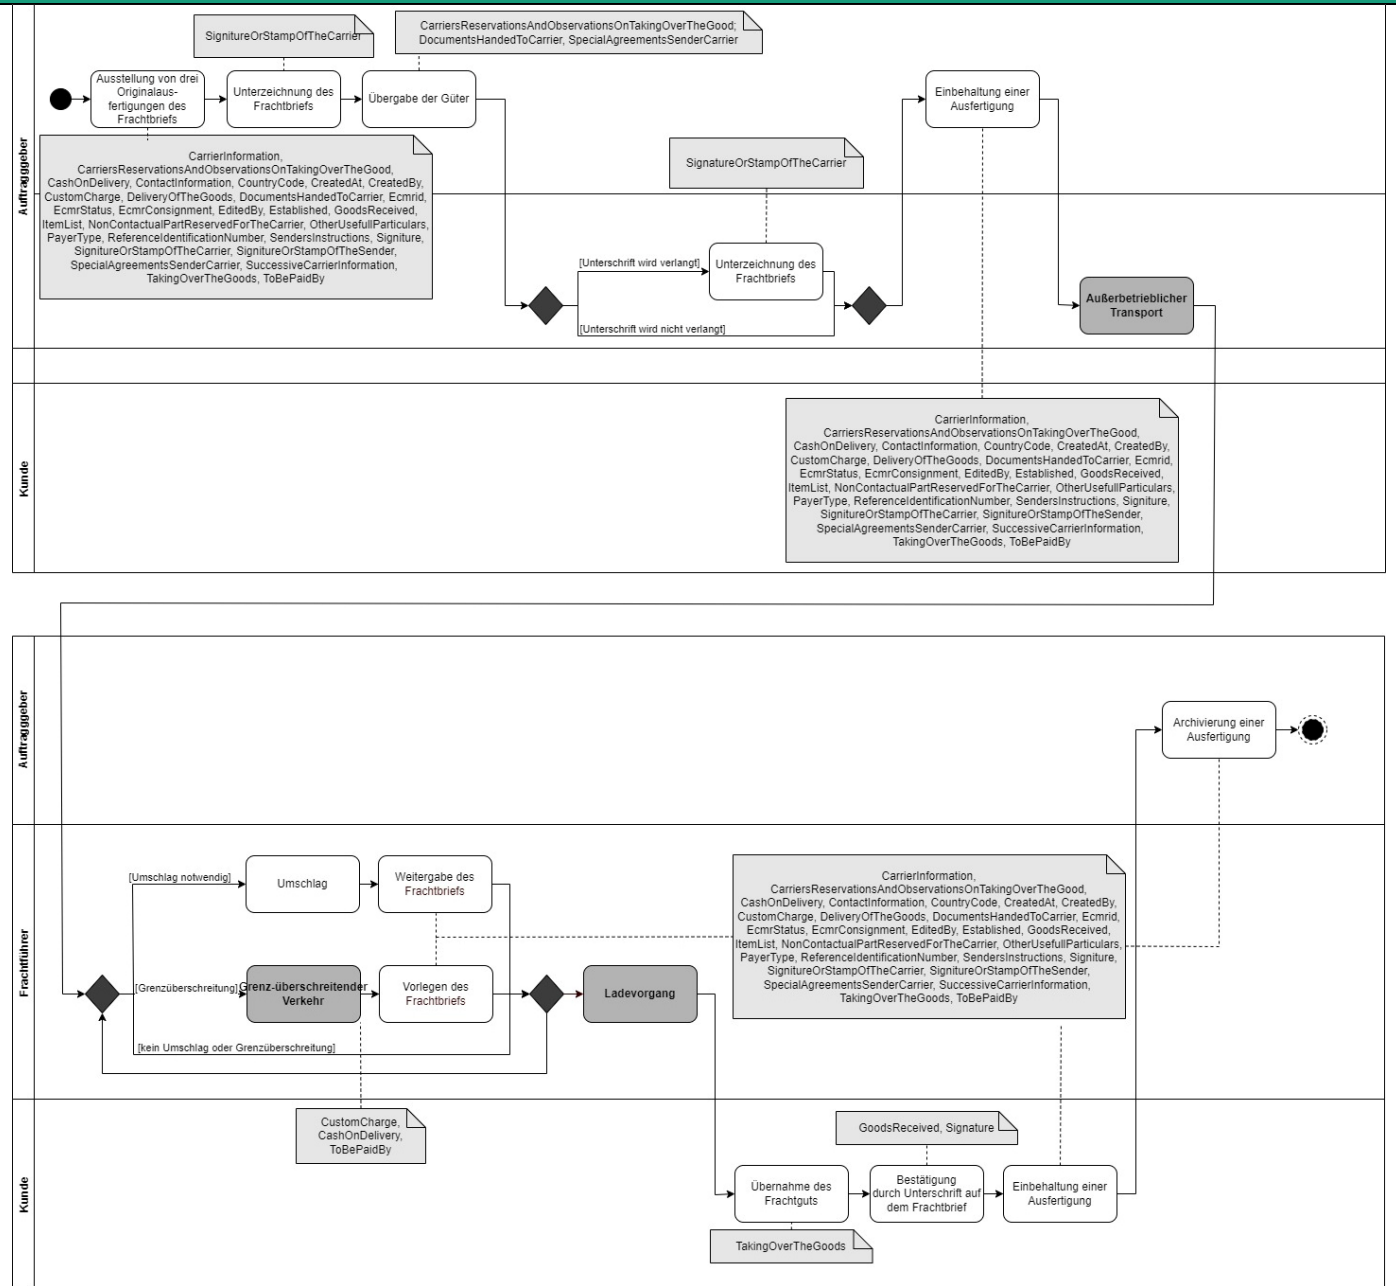 SignitureOrStampOfTheCarrier
CarriersReservationsAndObservationsOnTakingOverTheGood;
DocumentsHandedToCarrier, SpecialAgreementsSenderCarrier
Auftragggeber
Ausstellung von drei
Originalaus-
fertigungen des
Frachtbriefs
Unterzeichnung des
Frachtbriefs
Übergabe der Güter
Einbehaltung einer
Ausfertigung
CarrierInformation,
CarriersReservationsAndObservationsOnTakingOverTheGood,
CashOnDelivery, ContactInformation, CountryCode, CreatedAt, CreatedBy,
CustomCharge, DeliveryOfTheGoods, DocumentsHandedToCarrier, Ecmrid,
EcmrStatus, EcmrConsignment, EditedBy, Established, GoodsReceived,
ItemList, NonContactualPartReservedForTheCarrier, OtherUsefullParticulars,
PayerType, ReferenceIdentificationNumber, SendersInstructions, Signiture,
SignitureOrStampOfTheCarrier, SignitureOrStampOfTheSender,
SpecialAgreementsSenderCarrier, SuccessiveCarrierInformation,
TakingOverTheGoods, ToBePaidBy
SignatureOrStampOfTheCarrier
[Unterschrift wird verlangt]
Unterzeichnung des
Frachtbriefs
[Unterschrift wird nicht verlangt]
Außerbetrieblicher
Transport
Kunde
CarrierInformation,
CarriersReservationsAndObservationsOnTakingOverTheGood,
CashOnDelivery, ContactInformation, CountryCode, CreatedAt, CreatedBy,
CustomCharge, DeliveryOfTheGoods, DocumentsHandedToCarrier, Ecmrid,
EcmrStatus, EcmrConsignment, EditedBy, Established, GoodsReceived,
ItemList, NonContactualPartReservedForTheCarrier, OtherUsefullParticulars,
PayerType, ReferenceIdentificationNumber, SendersInstructions, Signiture,
SignitureOrStampOfTheCarrier, SignitureOrStampOfTheSender,
SpecialAgreementsSenderCarrier, SuccessiveCarrierInformation,
TakingOverTheGoods, ToBePaidBy
Auftragggeber
Archivierung einer
Ausfertigung
Frachtführer
[Umschlag notwendig]
Umschlag
Weitergabe des
Frachtbriefs
[Grenzüberschreitung]
Grenz-überschreitender
Verkehr
Vorlegen des
Frachtbriefs
Ladevorgang
[kein Umschlag oder Grenzüberschreitung]
CarrierInformation,
CarriersReservationsAndObservationsOnTakingOverTheGood,
CashOnDelivery, ContactInformation, CountryCode, CreatedAt, CreatedBy,
CustomCharge, DeliveryOfTheGoods, DocumentsHandedToCarrier, Ecmrid,
EcmrStatus, EcmrConsignment, EditedBy, Established, GoodsReceived,
ItemList, NonContactualPartReservedForTheCarrier, OtherUsefullParticulars,
PayerType, ReferenceIdentificationNumber, SendersInstructions, Signiture,
SignitureOrStampOfTheCarrier, SignitureOrStampOfTheSender,
SpecialAgreementsSenderCarrier, SuccessiveCarrierInformation,
TakingOverTheGoods, ToBePaidBy
Kunde
CustomCharge,
CashOnDelivery,
ToBePaidBy
GoodsReceived, Signature
Übernahme des
Frachtguts
Bestätigung
durch Unterschrift auf
dem Frachtbrief
Einbehaltung einer
Ausfertigung
TakingOverTheGoods